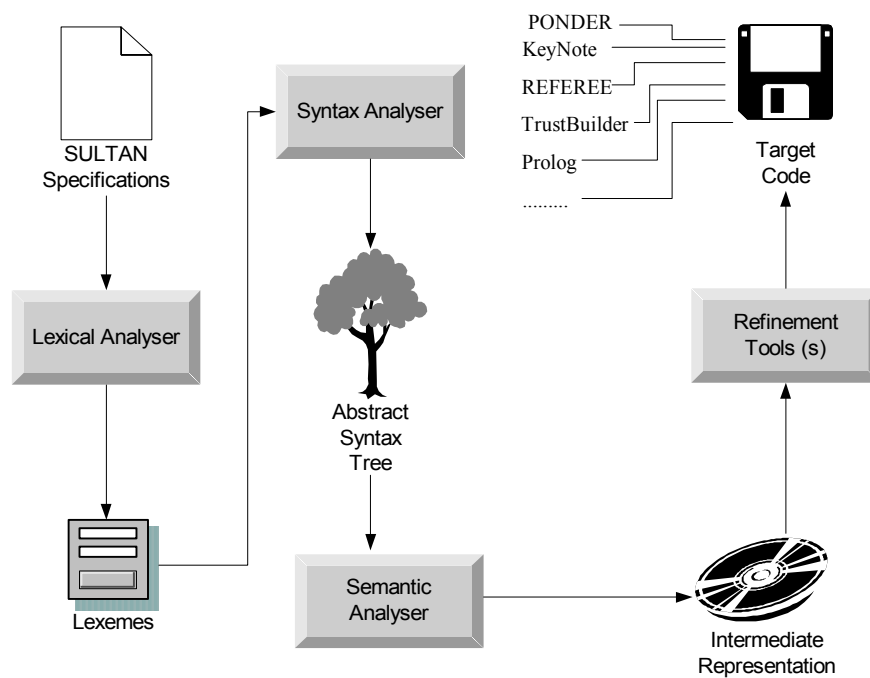 SULTAN
Specifications
Lexical Analyser
Lexemes
Syntax Analyser
Abstract
Syntax
Tree
Semantic
Analyser
Intermediate
Representation
Refinement
Tools (s)
Target
Code
PONDER
KeyNote
REFEREE
TrustBuilder
Prolog
.........